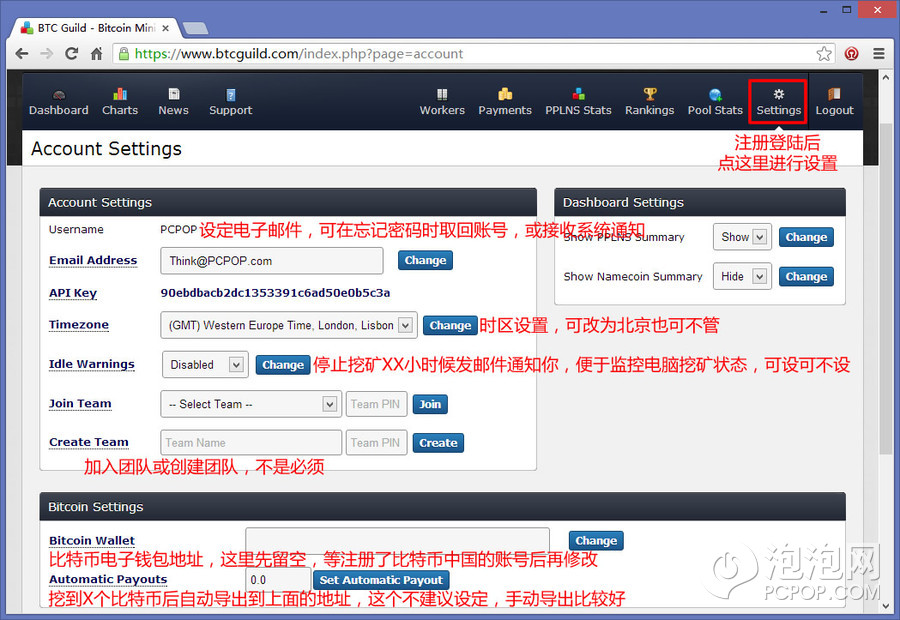 BTC Guild - Bitcoin Mini
https://www.btcguild.com/index.php?page=account
Dashboard Charts News Support Workers Payments PPLNS Stats Rankings Pool Stats Settings Logout
注册登陆后
点这里进行设置
Account Settings
Account Settings
Username PCPOP 设定电子邮件，可在忘记密码时取回账号，或接收系统通知
Email Address Think@PCPOP.com Change
API Key 90ebdbacb2dc1353391c6ad50e0b5c3a
Timezone (GMT) Western Europe Time, London, Lisbon Change 时区设置，可改为北京也可不管
Idle Warnings Disabled Change 停止挖矿XX小时候发邮件通知你，便于监控电脑挖矿状态，可设可不设
Join Team -- Select Team -- Team PIN Join
Create Team Team Name Team PIN Create
加入团队或创建团队，不是必须
Dashboard Settings
Show PPLNS Summary Show Change
Show Namecoin Summary Hide Change
Bitcoin Settings
Bitcoin Wallet Change
比特币电子钱包地址，这里先留空，等注册了比特币中国的账号后再修改
Automatic Payouts 0.0 Set Automatic Payout
挖到X个比特币后自动导出到上面的地址，这个不建议设定，手动导出比较好
泡泡网
PCPOP.COM